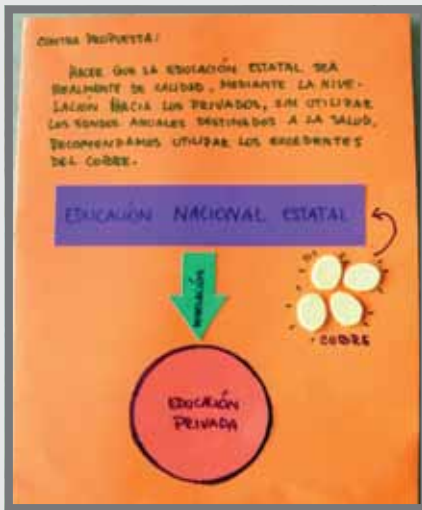 CONTRA PROPUESTA:
HACER QUE LA EDUCACIÓN ESTATAL SEA
REALMENTE DE CALIDAD, MEDIANTE LA NIVE-
LACIÓN HACIA LOS PRIVADOS, SIN UTILIZAR
LOS FONDOS ANUALES DESTINADOS A LA SALUD,
RECOMENDAMOS UTILIZAR LOS EXCEDENTES
DEL COBRE.
EDUCACIÓN NACIONAL ESTATAL
NIVELACIÓN
COBRE
EDUCACIÓN
PRIVADA